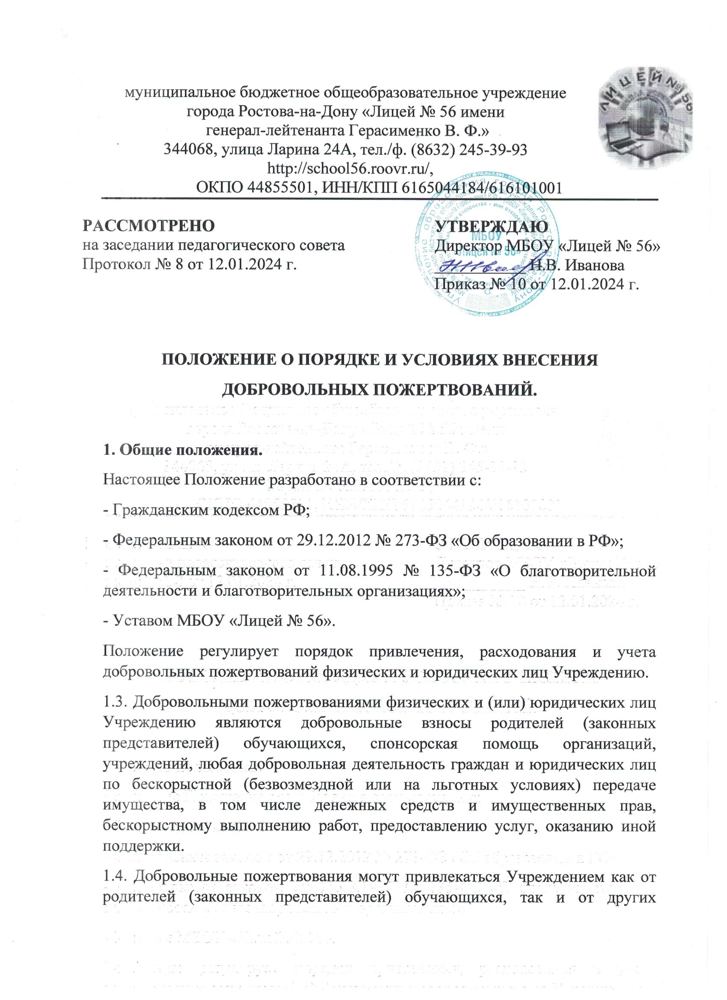 муниципальное бюджетное общеобразовательное учреждение
города Ростова-на-Дону «Лицей № 56 имени
генерал-лейтенанта Герасименко В. Ф.»
344068, улица Ларина 24А, тел./ф. (8632) 245-39-93
http://school56.roovr.ru/,
ОКПО 44855501, ИНН/КПП 6165044184/616101001
ЛИЦЕЙ № 56
РАССМОТРЕНО
на заседании педагогического совета
Протокол № 8 от 12.01.2024 г.
УТВЕРЖДАЮ
Директор МБОУ «Лицей № 56»
Н.В. Иванова
Приказ № 10 от 12.01.2024 г.
МБОУ
«Лицей № 56»
ПОЛОЖЕНИЕ О ПОРЯДКЕ И УСЛОВИЯХ ВНЕСЕНИЯ
ДОБРОВОЛЬНЫХ ПОЖЕРТВОВАНИЙ.
1. Общие положения.
Настоящее Положение разработано в соответствии с:
- Гражданским кодексом РФ;
- Федеральным законом от 29.12.2012 № 273-ФЗ «Об образовании в РФ»;
- Федеральным законом от 11.08.1995 № 135-ФЗ «О благотворительной
деятельности и благотворительных организациях»;
- Уставом МБОУ «Лицей № 56».
Положение регулирует порядок привлечения, расходования и учета
добровольных пожертвований физических и юридических лиц Учреждению.
1.3. Добровольными пожертвованиями физических и (или) юридических лиц
Учреждению являются добровольные взносы родителей (законных
представителей) обучающихся, спонсорская помощь организаций,
учреждений, любая добровольная деятельность граждан и юридических лиц
по бескорыстной (безвозмездной или на льготных условиях) передаче
имущества, в том числе денежных средств и имущественных прав,
бескорыстному выполнению работ, предоставлению услуг, оказанию иной
поддержки.
1.4. Добровольные пожертвования могут привлекаться Учреждением как от
родителей (законных представителей) обучающихся, так и от других